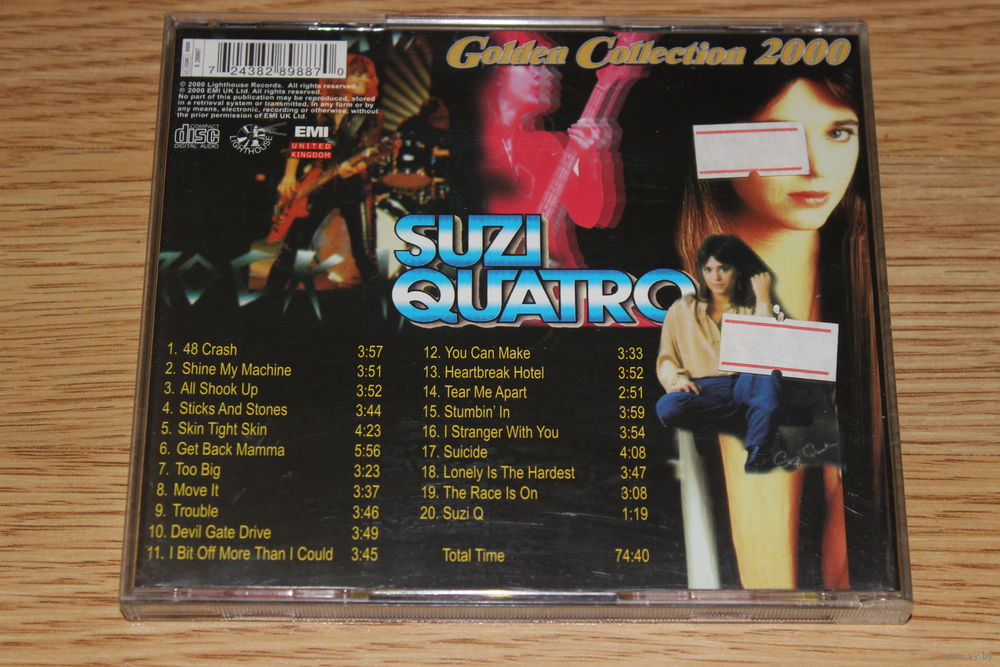 Golden Collection 2000
7 24382 89887 0
℗ 2000 Lighthouse Records. All rights reserved.
© 2000 EMI UK Ltd. All rights reserved.
No part of this publication may be reproduced, stored
in a retrieval system or transmitted, in any form or by
any means, electronic, recording or otherwise, without
the prior permission of EMI UK Ltd.
COMPACT
disc
DIGITAL AUDIO
LIGHTHOUSE
EMI
UNITED
KINGDOM
ROCK
SUZI
QUATRO
1. 48 Crash 3:57
2. Shine My Machine 3:51
3. All Shook Up 3:52
4. Sticks And Stones 3:44
5. Skin Tight Skin 4:23
6. Get Back Mamma 5:56
7. Too Big 3:23
8. Move It 3:37
9. Trouble 3:46
10. Devil Gate Drive 3:49
11. I Bit Off More Than I Could 3:45
12. You Can Make 3:33
13. Heartbreak Hotel 3:52
14. Tear Me Apart 2:51
15. Stumbin' In 3:59
16. I Stranger With You 3:54
17. Suicide 4:08
18. Lonely Is The Hardest 3:47
19. The Race Is On 3:08
20. Suzi Q 1:19
Total Time 74:40
Suzi Quatro
www.ay.by